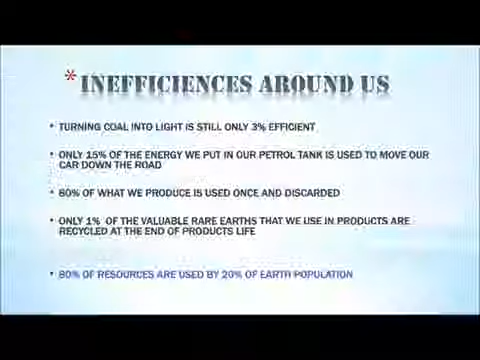 * INEFFICIENCES AROUND US
• TURNING COAL INTO LIGHT IS STILL ONLY 3% EFFICIENT
• ONLY 15% OF THE ENERGY WE PUT IN OUR PETROL TANK IS USED TO MOVE OUR
CAR DOWN THE ROAD
• 80% OF WHAT WE PRODUCE IS USED ONCE AND DISCARDED
• ONLY 1% OF THE VALUABLE RARE EARTHS THAT WE USE IN PRODUCTS ARE
RECYCLED AT THE END OF PRODUCTS LIFE
• 80% OF RESOURCES ARE USED BY 20% OF EARTH POPULATION